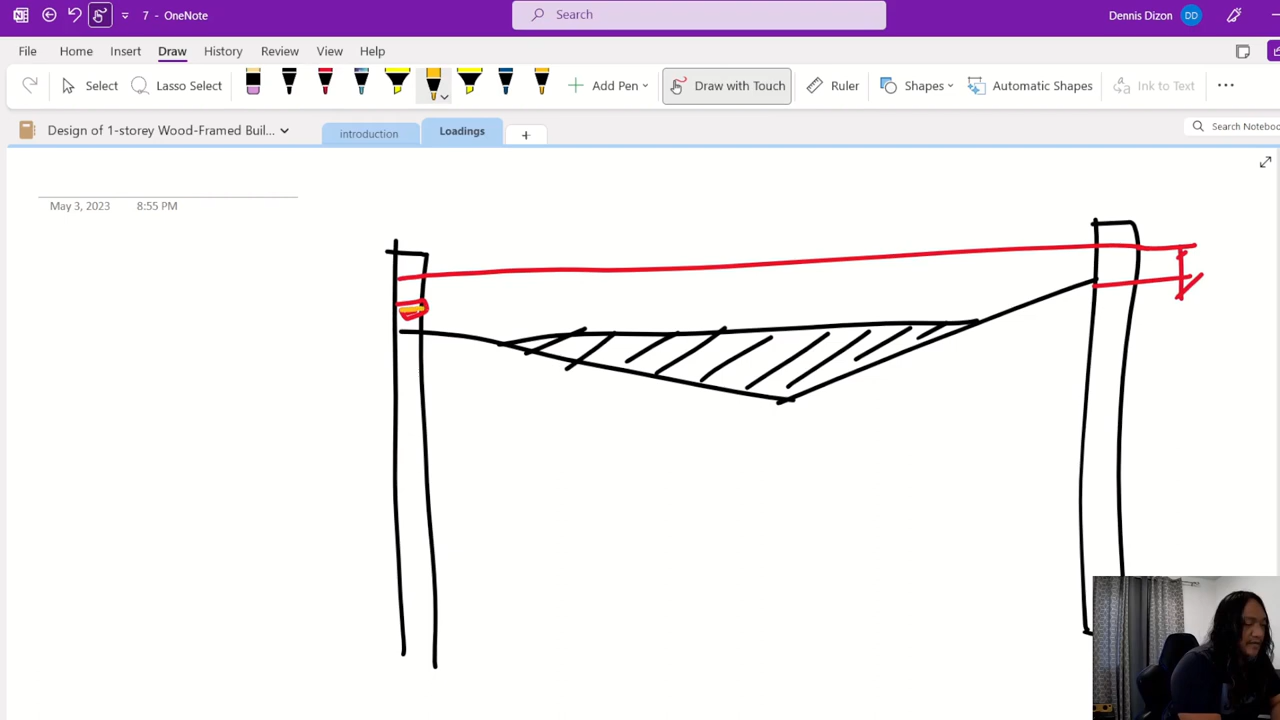 7 - OneNote
Search
Dennis Dizon
DD
File
Home
Insert
Draw
History
Review
View
Help
Select
Lasso Select
Add Pen
Draw with Touch
Ruler
Shapes
Automatic Shapes
Ink to Text
Design of 1-storey Wood-Framed Buil...
introduction
Loadings
Search Notebo
May 3, 2023
8:55 PM